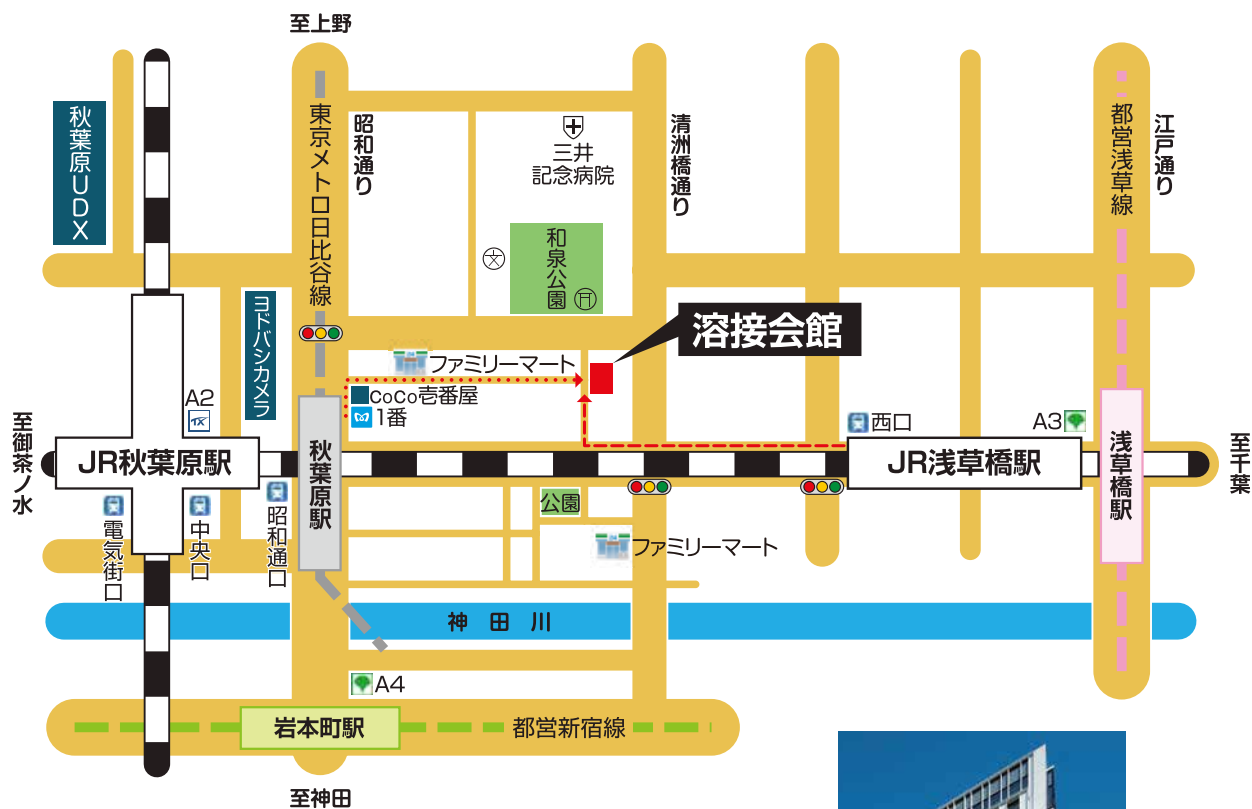 至上野
秋葉原UDX
東京メトロ日比谷線
昭和通り
三井
記念病院
清洲橋通り
都営浅草線
江戸通り
文
和泉公園
ヨドバシカメラ
溶接会館
ファミリーマート
CoCo壱番屋
1番
A2
TX
西口
A3
至御茶ノ水
JR秋葉原駅
秋葉原駅
JR浅草橋駅
浅草橋駅
至千葉
電気街口
中央口
昭和通口
公園
ファミリーマート
神田川
A4
岩本町駅
都営新宿線
至神田